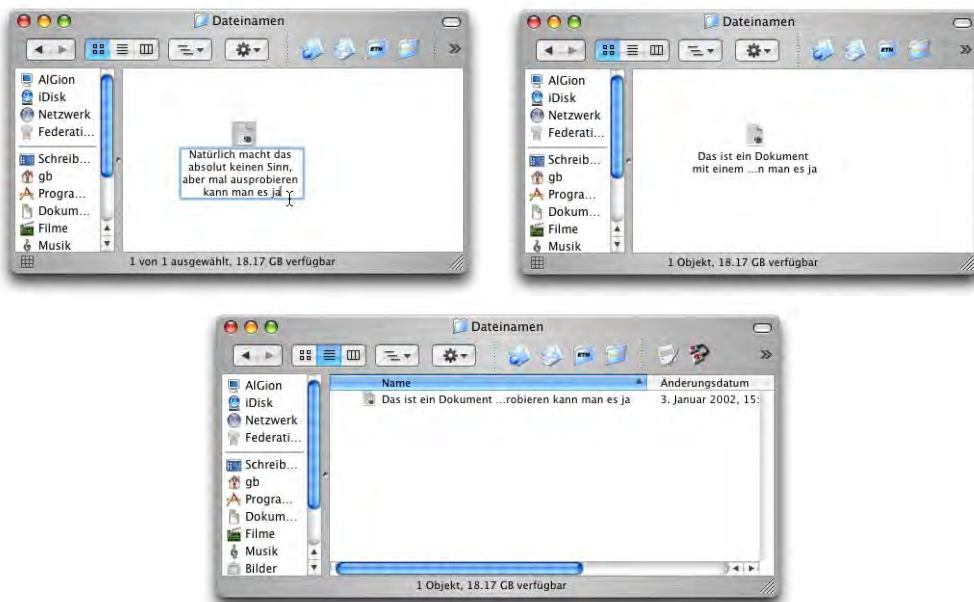 Dateinamen
AlGion
iDisk
Netzwerk
Federati...
Schreib...
gb
Progra...
Dokum...
Filme
Musik
ETH
Natürlich macht das
absolut keinen Sinn,
aber mal ausprobieren
kann man es ja
1 von 1 ausgewählt, 18.17 GB verfügbar
Dateinamen
ETH
AlGion
iDisk
Netzwerk
Federati...
Schreib...
gb
Progra...
Dokum...
Filme
Musik
Das ist ein Dokument
mit einem ...n man es ja
1 Objekt, 18.17 GB verfügbar
Dateinamen
ETH
AlGion
iDisk
Netzwerk
Federati...
Schreib...
gb
Progra...
Dokum...
Filme
Musik
Bilder
Name Änderungsdatum
Das ist ein Dokument ...robieren kann man es ja 3. Januar 2002, 15:
1 Objekt, 18.17 GB verfügbar